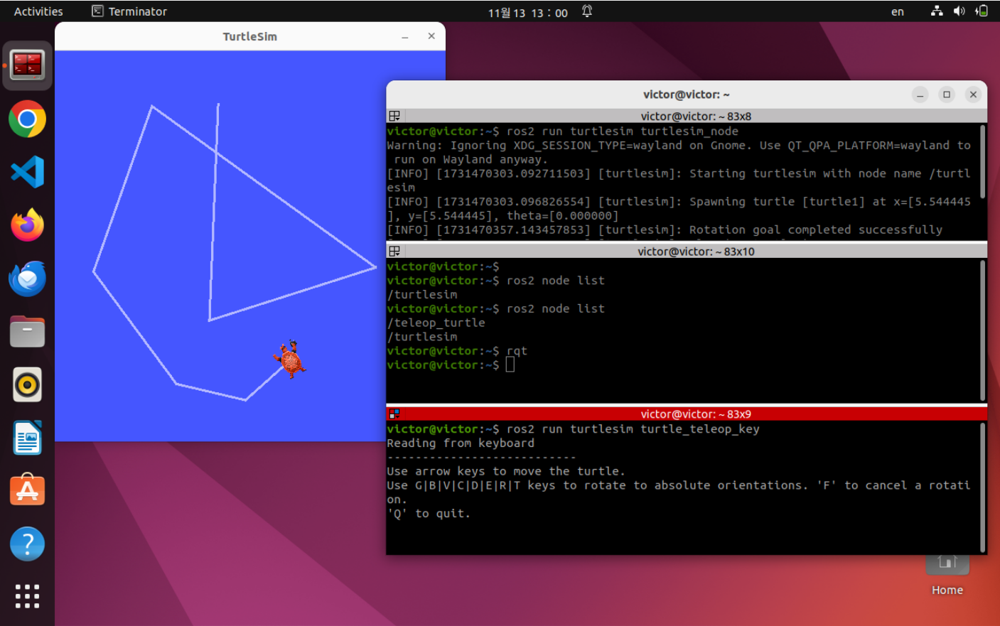 Activities
Terminator
11월 13 13 : 00
en
TurtleSim
victor@victor: ~
victor@victor: ~ 83x8
victor@victor:~$ ros2 run turtlesim turtlesim_node
Warning: Ignoring XDG_SESSION_TYPE=wayland on Gnome. Use QT_QPA_PLATFORM=wayland to
run on Wayland anyway.
[INFO] [1731470303.092711503] [turtlesim]: Starting turtlesim with node name /turtl
esim
[INFO] [1731470303.096826554] [turtlesim]: Spawning turtle [turtle1] at x=[5.544445
], y=[5.544445], theta=[0.000000]
[INFO] [1731470357.143457853] [turtlesim]: Rotation goal completed successfully
victor@victor: ~ 83x10
victor@victor:~$
victor@victor:~$ ros2 node list
/turtlesim
victor@victor:~$ ros2 node list
/teleop_turtle
/turtlesim
victor@victor:~$ rqt
victor@victor:~$
victor@victor: ~ 83x9
victor@victor:~$ ros2 run turtlesim turtle_teleop_key
Reading from keyboard
---------------------------
Use arrow keys to move the turtle.
Use G|B|V|C|D|E|R|T keys to rotate to absolute orientations. 'F' to cancel a rotati
on.
'Q' to quit.
Home